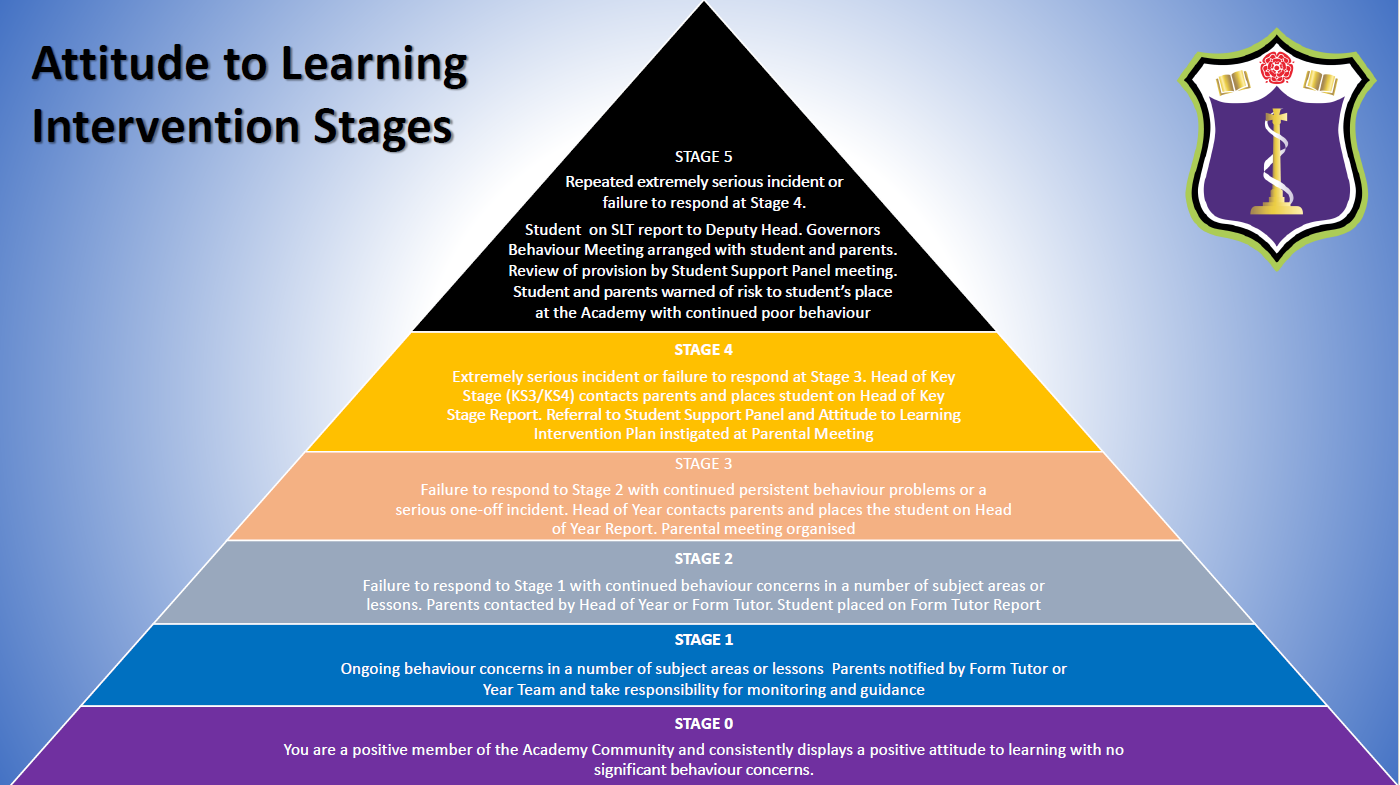 Attitude to Learning
Intervention Stages
STAGE 5
Repeated extremely serious incident or
failure to respond at Stage 4.
Student  on SLT report to Deputy Head. Governors
Behaviour Meeting arranged with student and parents.
Review of provision by Student Support Panel meeting.
Student and parents warned of risk to student’s place
at the Academy with continued poor behaviour
STAGE 4
Extremely serious incident or failure to respond at Stage 3. Head of Key
Stage (KS3/KS4) contacts parents and places student on Head of Key
Stage Report. Referral to Student Support Panel and Attitude to Learning
Intervention Plan instigated at Parental Meeting
STAGE 3
Failure to respond to Stage 2 with continued persistent behaviour problems or a
serious one-off incident. Head of Year contacts parents and places the student on Head
of Year Report. Parental meeting organised
STAGE 2
Failure to respond to Stage 1 with continued behaviour concerns in a number of subject areas or
lessons. Parents contacted by Head of Year or Form Tutor. Student placed on Form Tutor Report
STAGE 1
Ongoing behaviour concerns in a number of subject areas or lessons  Parents notified by Form Tutor or
Year Team and take responsibility for monitoring and guidance
STAGE 0
You are a positive member of the Academy Community and consistently displays a positive attitude to learning with no
significant behaviour concerns.